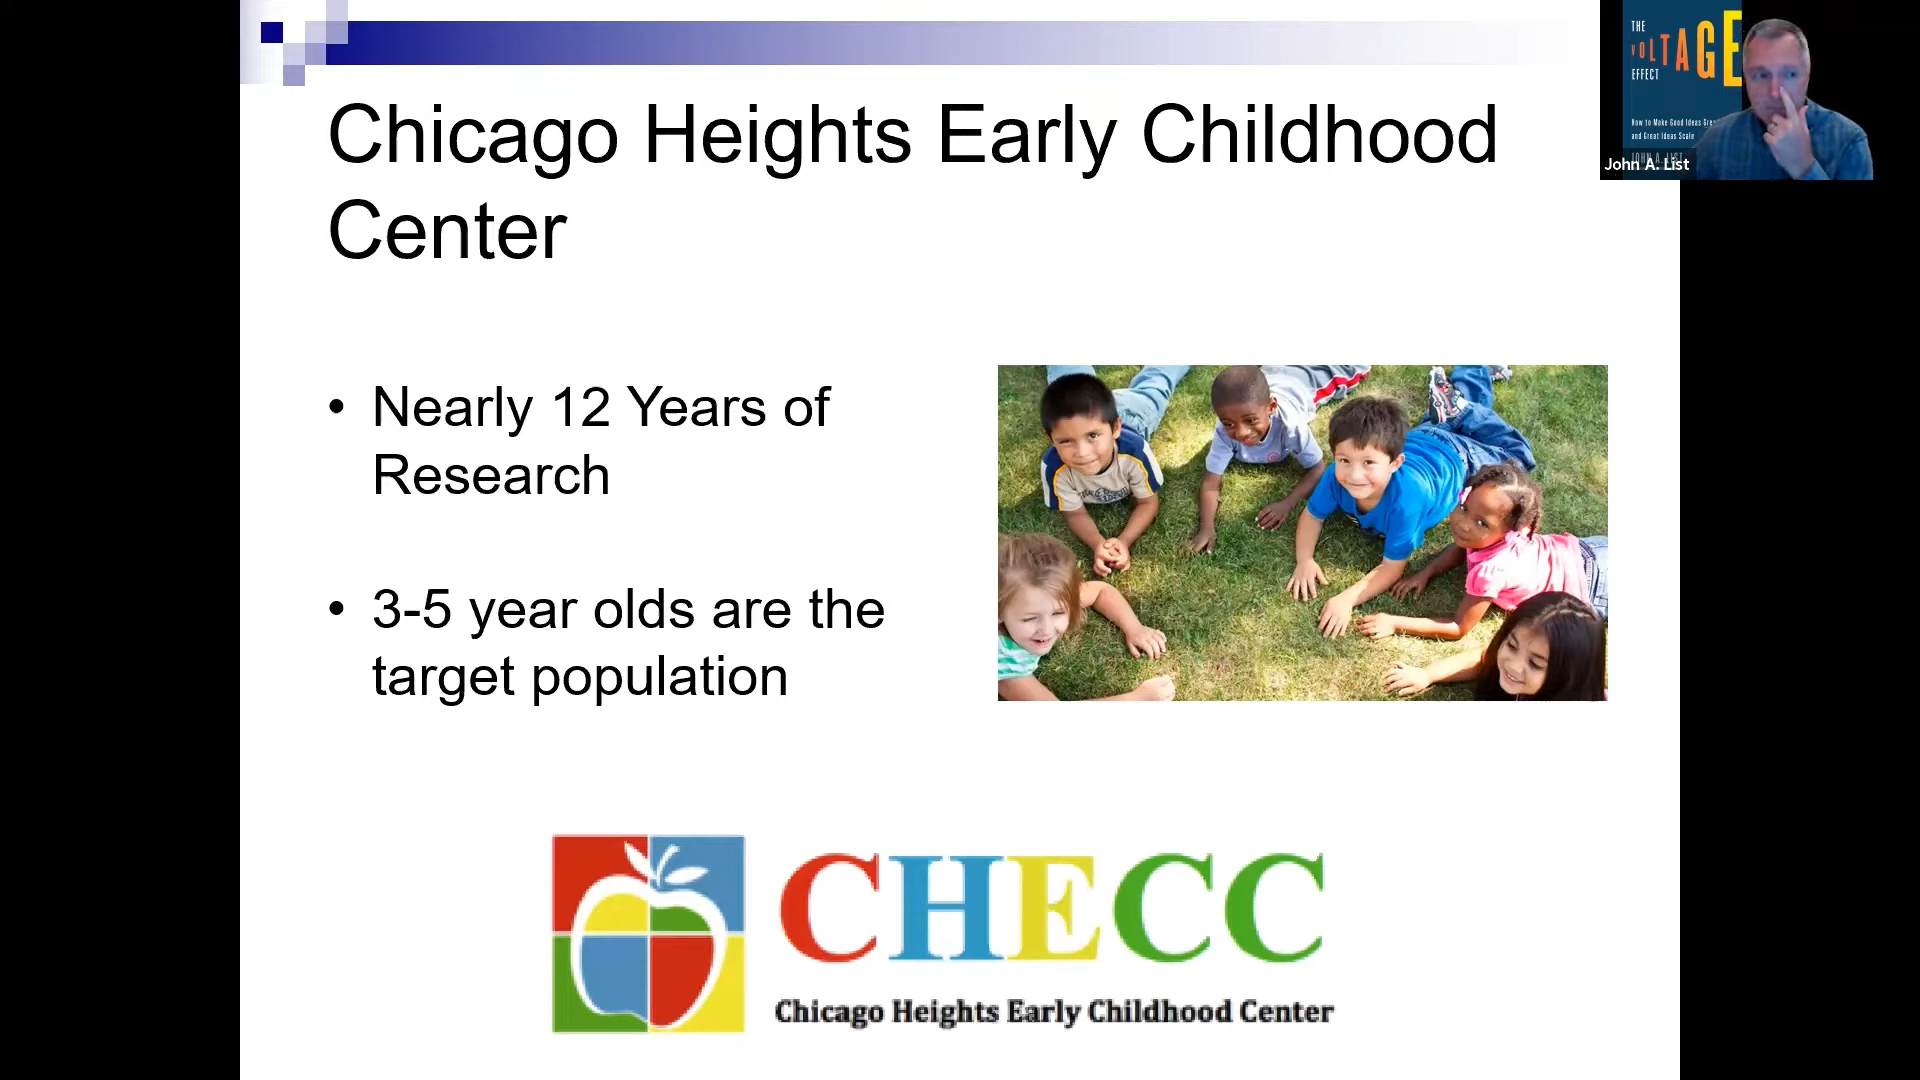 Chicago Heights Early Childhood
Center
• Nearly 12 Years of
Research
• 3-5 year olds are the
target population
CHECC
Chicago Heights Early Childhood Center
THE
VOLTAGE
EFFECT
How to Make Good Ideas
and Great Ideas Scale
John A. List